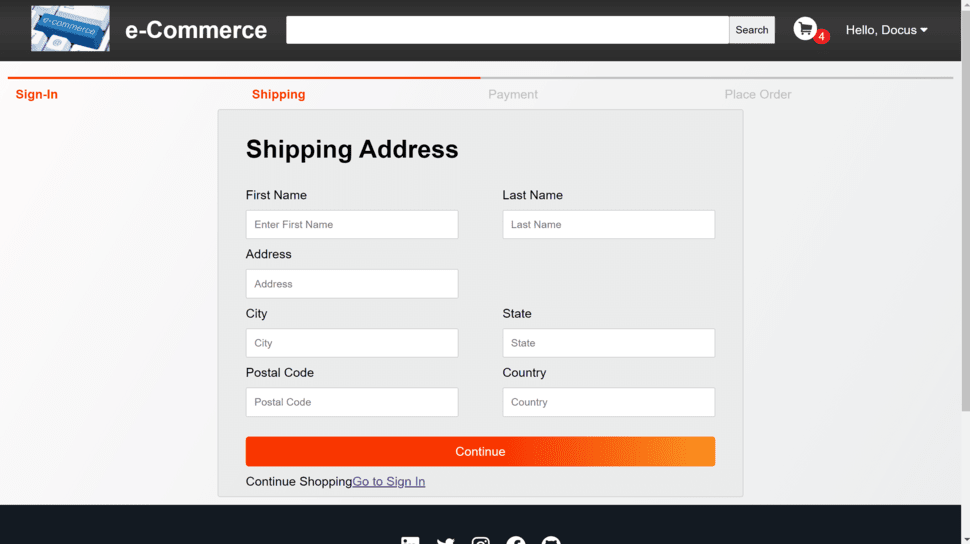 e-commerce
e-Commerce
Search
4
Hello, Docus
Sign-In
Shipping
Payment
Place Order
Shipping Address
First Name
Last Name
Enter First Name
Last Name
Address
Address
City
State
City
State
Postal Code
Country
Postal Code
Country
Continue
Continue ShoppingGo to Sign In